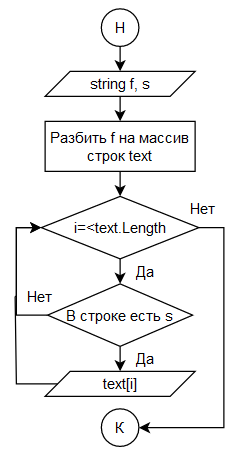 Н
string f, s
Разбить f на массив
строк text
i=<text.Length
Нет
Да
Нет
В строке есть s
Да
text[i]
К